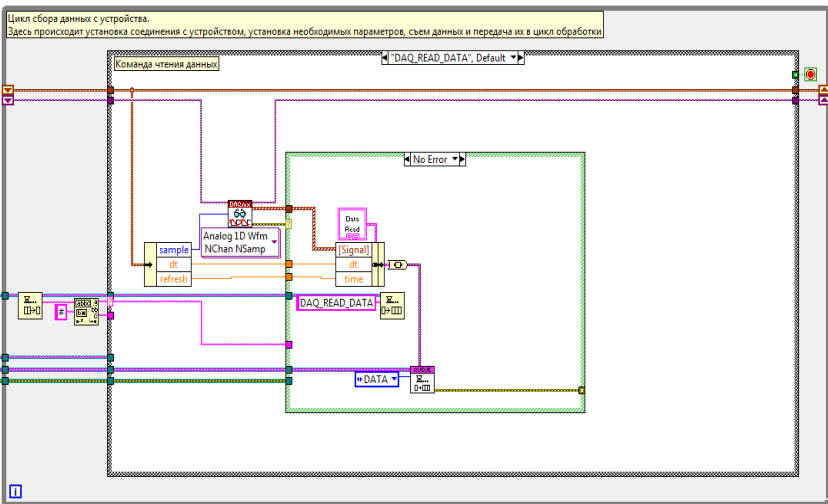 Цикл сбора данных с устройства.
Здесь происходит установка соединения с устройством, установка необходимых параметров, съем данных и передача их в цикл обработки
"DAQ_READ_DATA", Default
Команда чтения данных
No Error
DAQmx
Analog 1D Wfm
NChan NSamp
Data
Read
sample
dt
refresh
[Signal]
dt
time
DAQ_READ_DATA
#
QUEUE
DATA
i